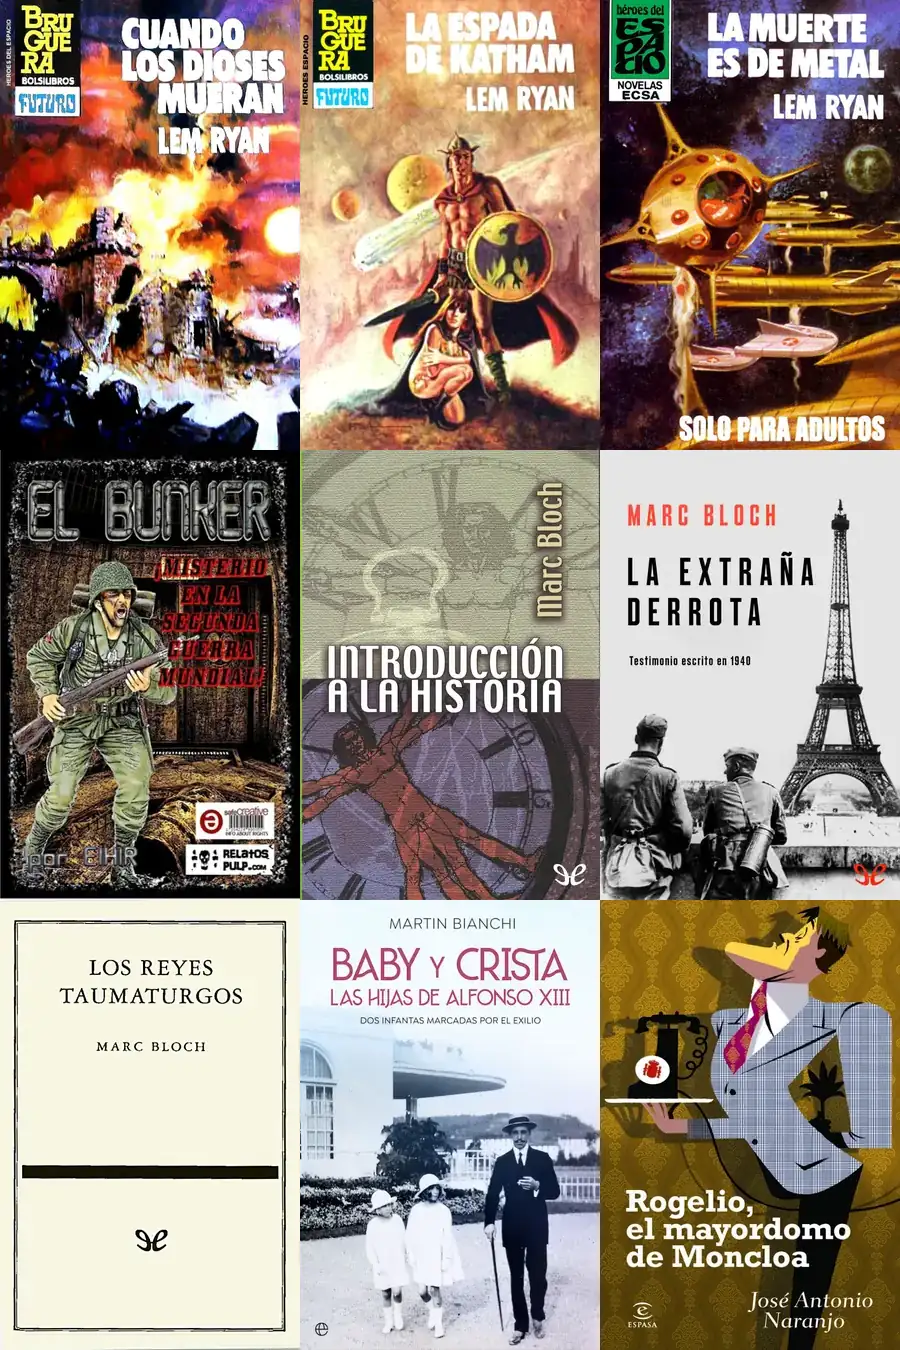 BRU
GUE
RA
BOLSILIBROS
FUTURO
HEROES DEL ESPACIO
CUANDO
LOS DIOSES
MUERAN
LEM RYAN
BRU
GUE
RA
BOLSILIBROS
FUTURO
HEROES ESPACIO
LA ESPADA
DE KATHAM
LEM RYAN
héroes del
ESPACIO
NOVELAS
ECSA
LA MUERTE
ES DE METAL
LEM RYAN
SOLO PARA ADULTOS
EL BUNKER
¡MISTERIO
EN LA
SEGUNDA
GUERRA
MUNDIAL!
safeCreative
INFO ABOUT RIGHTS
RELATOS
PULP.COM
Marc Bloch
INTRODUCCIÓN
A LA HISTORIA
MARC BLOCH
LA EXTRAÑA
DERROTA
Testimonio escrito en 1940
LOS REYES
TAUMATURGOS
MARC BLOCH
MARTIN BIANCHI
BABY Y CRISTA
LAS HIJAS DE ALFONSO XIII
DOS INFANTAS MARCADAS POR EL EXILIO
Rogelio,
el mayordomo
de Moncloa
José Antonio
Naranjo
ESPASA